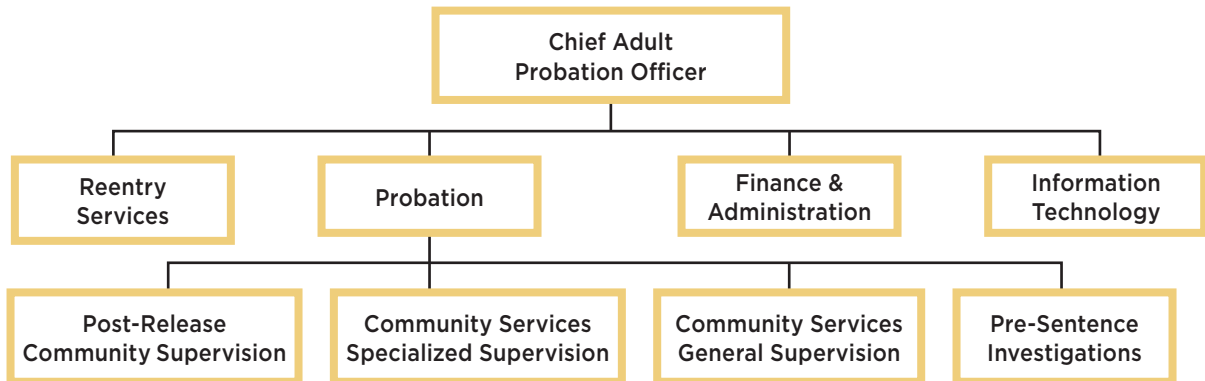 Chief Adult
Probation Officer
Reentry
Services
Probation
Finance &
Administration
Information
Technology
Post-Release
Community Supervision
Community Services
Specialized Supervision
Community Services
General Supervision
Pre-Sentence
Investigations